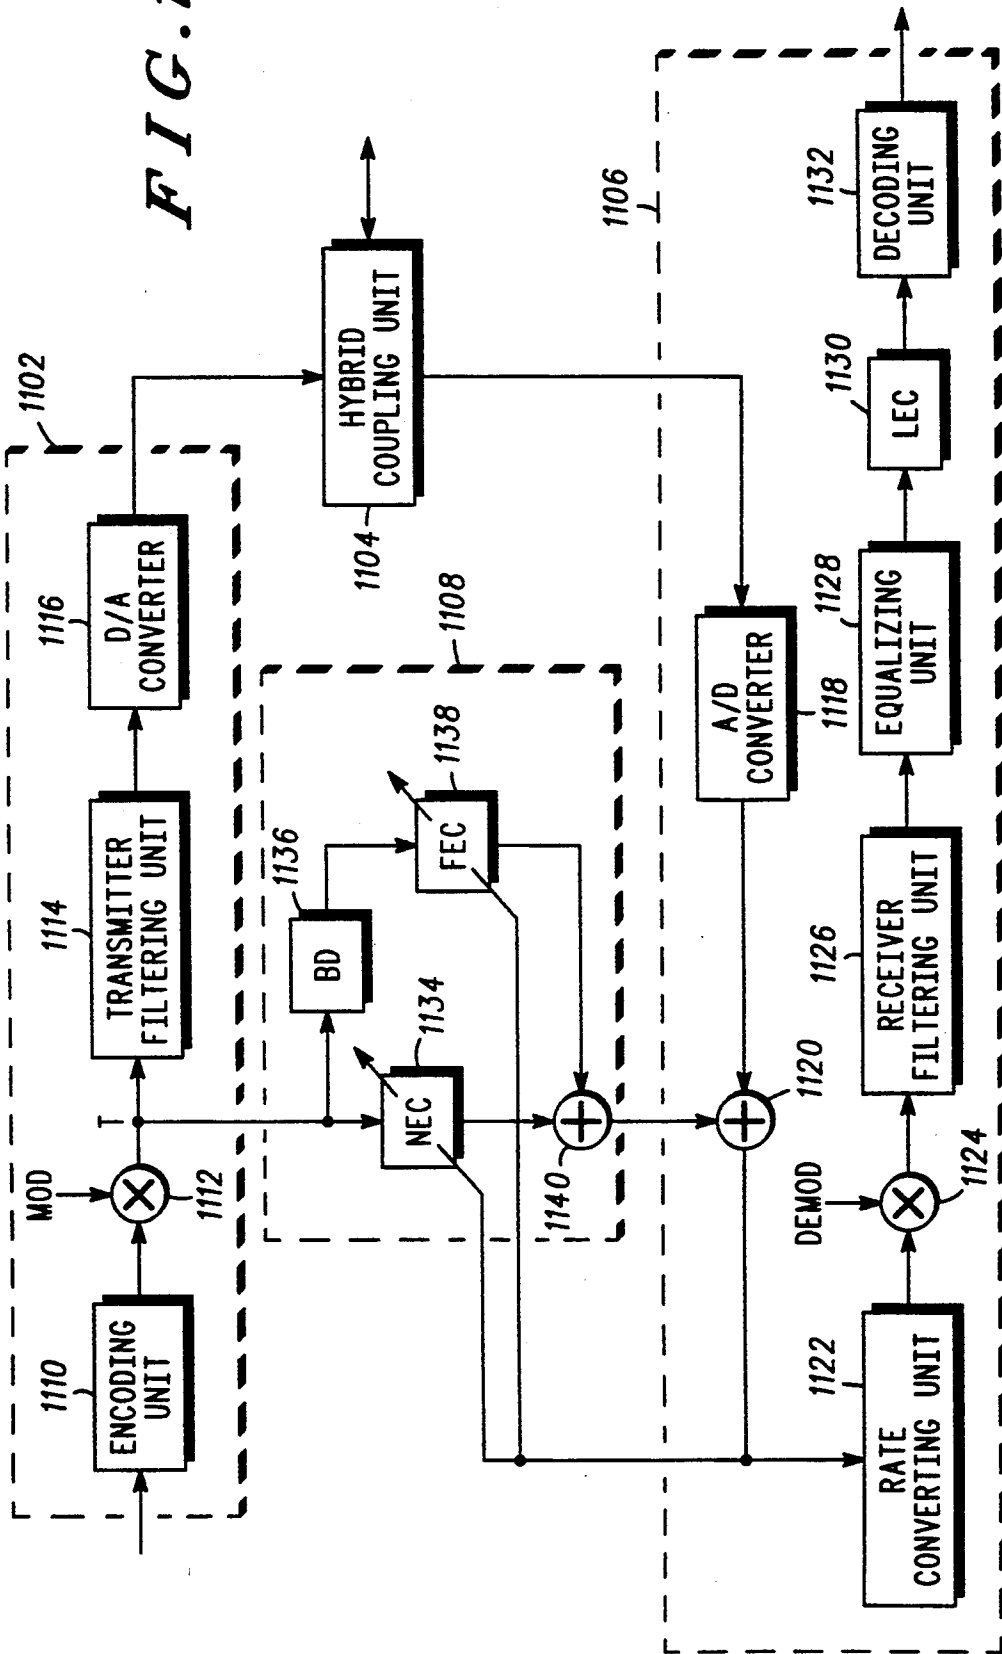 FIG.
1102
1110
ENCODING
UNIT
MOD
1112
1114
TRANSMITTER
FILTERING UNIT
1116
D/A
CONVERTER
HYBRID
COUPLING UNIT
1104
1108
1136
BD
1138
FEC
1134
NEC
1140
1106
A/D
CONVERTER
1118
1120
1122
RATE
CONVERTING UNIT
DEMOD
1124
1126
RECEIVER
FILTERING UNIT
1128
EQUALIZING
UNIT
1130
LEC
1132
DECODING
UNIT